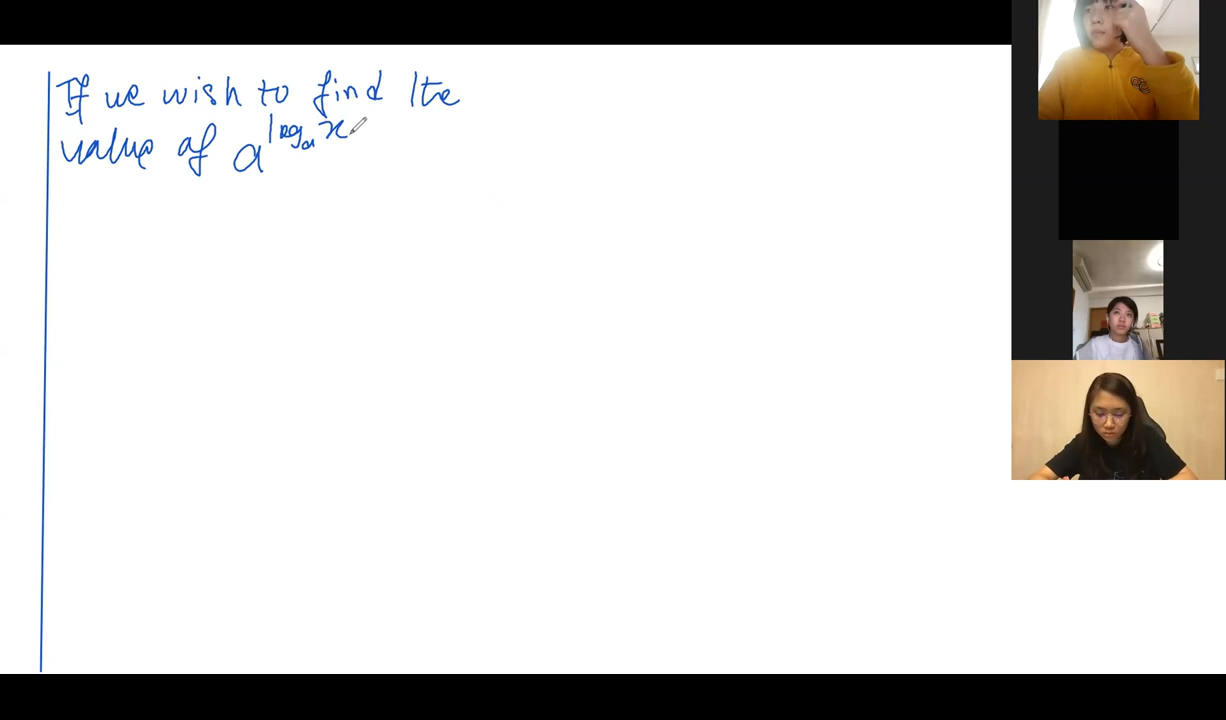 If we wish to find the
value of a^{log_a x}